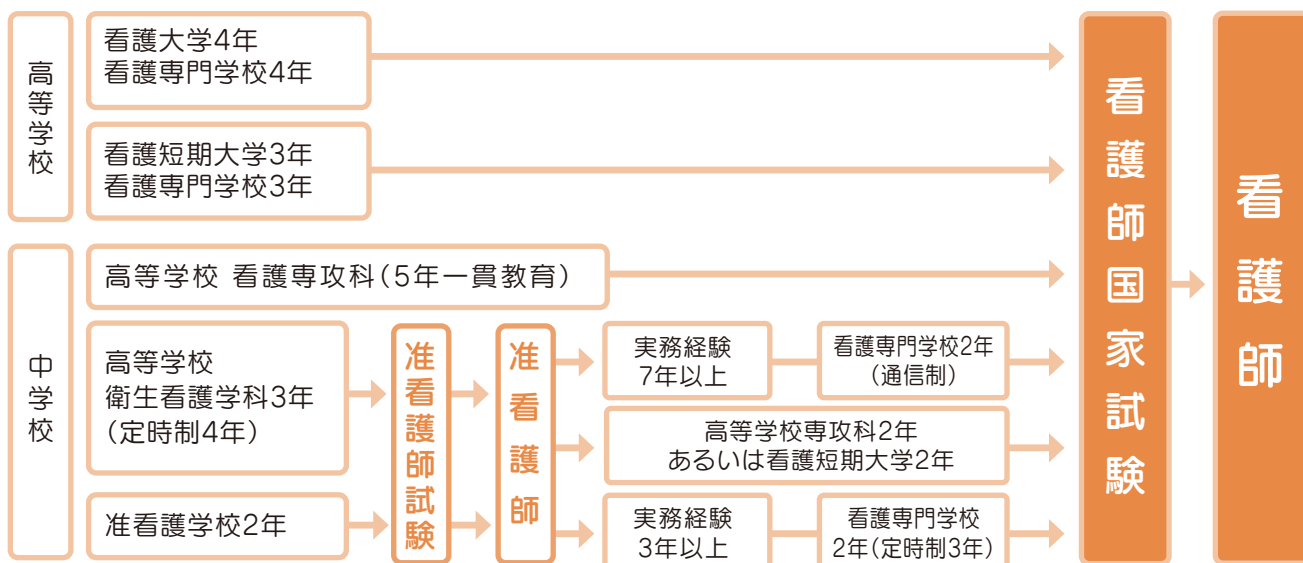 高等学校
看護大学4年
看護専門学校4年
看護短期大学3年
看護専門学校3年
中学校
高等学校 看護専攻科(5年一貫教育)
高等学校
衛生看護学科3年
(定時制4年)
准看護学校2年
准看護師試験
准看護師
実務経験
7年以上
看護専門学校2年
(通信制)
高等学校専攻科2年
あるいは看護短期大学2年
実務経験
3年以上
看護専門学校
2年(定時制3年)
看護師国家試験
看護師